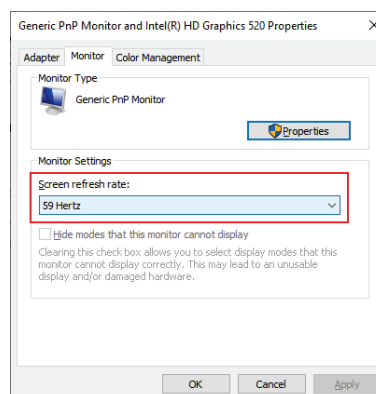 Generic PnP Monitor and Intel(R) HD Graphics 520 Properties
Adapter Monitor Color Management
Monitor Type
Generic PnP Monitor
Properties
Monitor Settings
Screen refresh rate:
59 Hertz
Hide modes that this monitor cannot display
Clearing this check box allows you to select display modes that this
monitor cannot display correctly. This may lead to an unusable
display and/or damaged hardware.
OK Cancel Apply